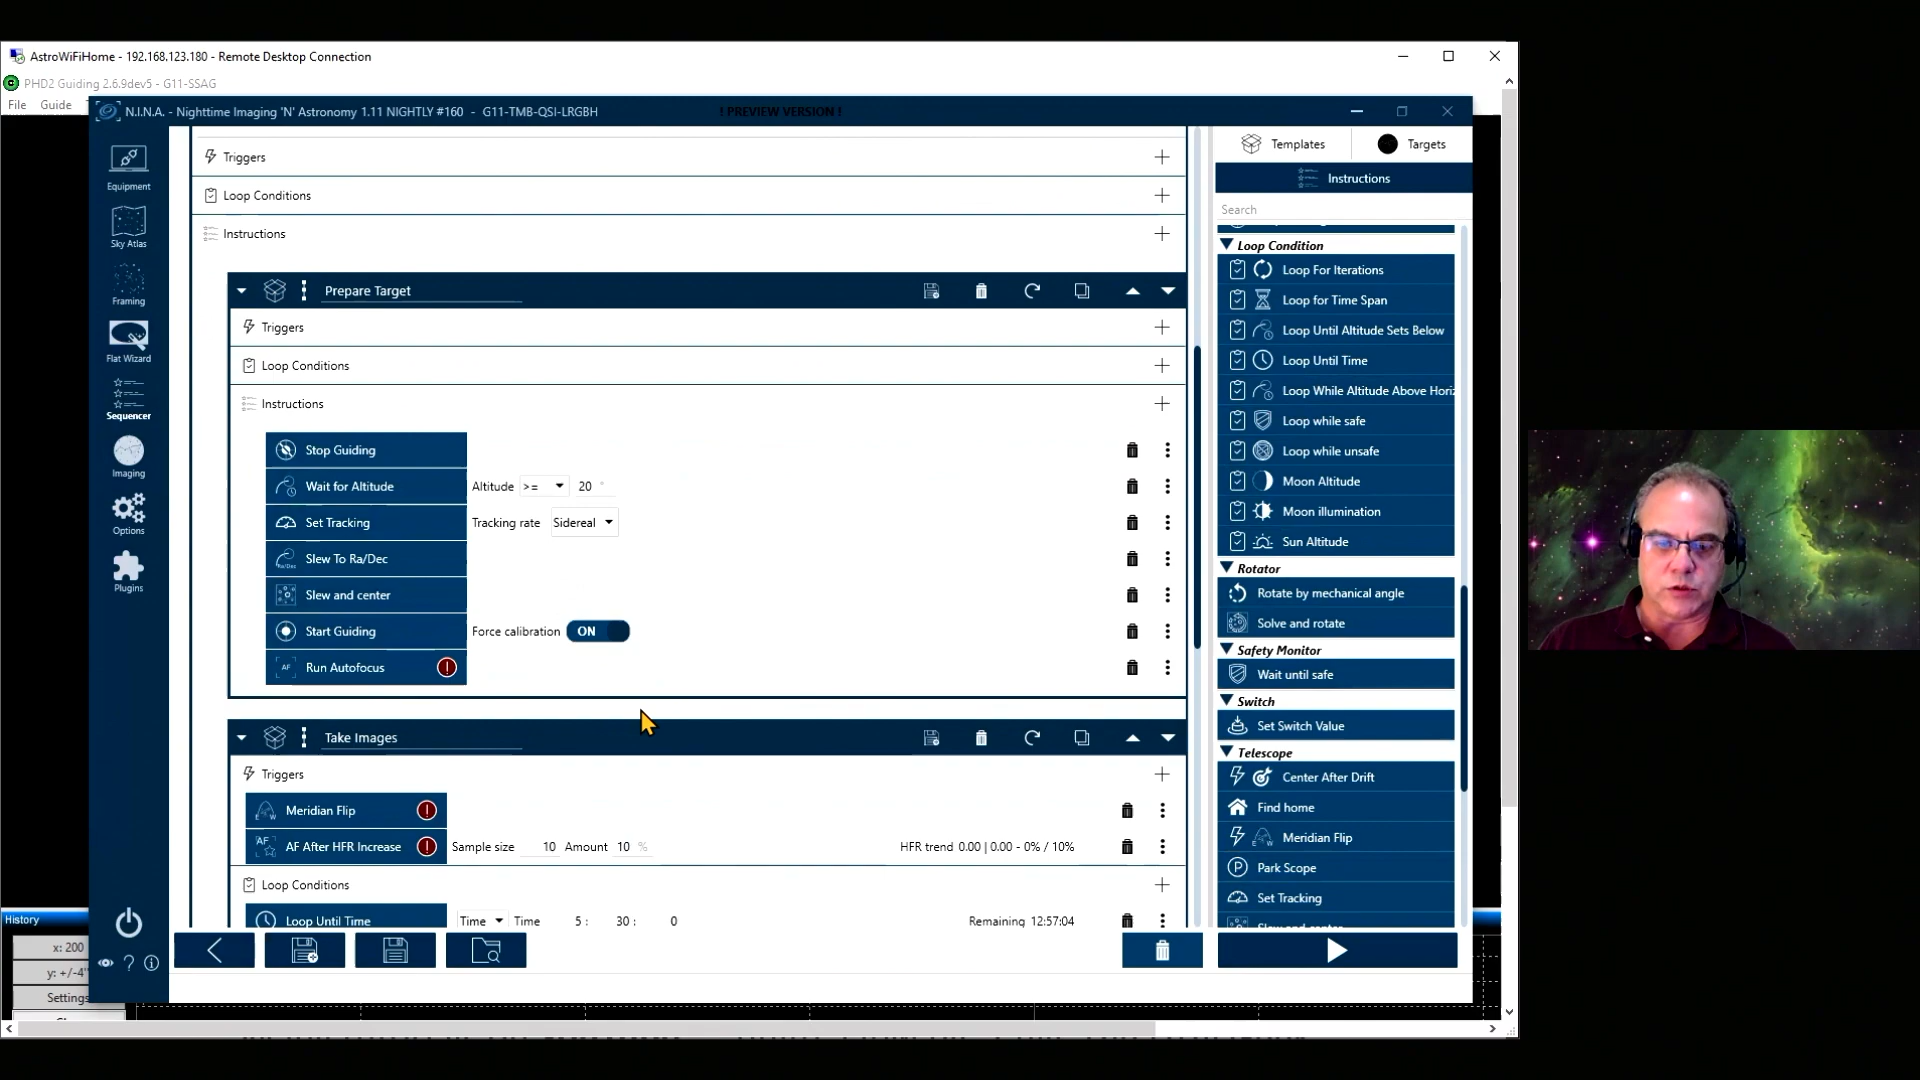 AstroWiFiHome - 192.168.123.180 - Remote Desktop Connection
PHD2 Guiding 2.6.9dev5 - G11-SSAG
File Guide
N.I.N.A. - Nighttime Imaging 'N' Astronomy 1.11 NIGHTLY #160 - G11-TMB-QSI-LRGBH
! PREVIEW VERSION !
Equipment
Sky Atlas
Framing
Flat Wizard
Sequencer
Imaging
Options
Plugins
Triggers
Loop Conditions
Instructions
Prepare Target
Triggers
Loop Conditions
Instructions
Stop Guiding
Wait for Altitude Altitude >= 20 °
Set Tracking Tracking rate Sidereal
Slew To Ra/Dec
Slew and center
Start Guiding Force calibration ON
AF Run Autofocus
Take Images
Triggers
Meridian Flip
AF AF After HFR Increase Sample size 10 Amount 10 % HFR trend 0.00 | 0.00 - 0% / 10%
Loop Conditions
Loop Until Time Time Time 5 : 30 : 0 Remaining 12:57:04
Templates Targets
Instructions
Search
Loop Condition
Loop For Iterations
Loop for Time Span
Loop Until Altitude Sets Below
Loop Until Time
Loop While Altitude Above Horiz
Loop while safe
Loop while unsafe
Moon Altitude
Moon illumination
Sun Altitude
Rotator
Rotate by mechanical angle
Solve and rotate
Safety Monitor
Wait until safe
Switch
Set Switch Value
Telescope
Center After Drift
Find home
Meridian Flip
Park Scope
Set Tracking
History
x: 200
y: +/-4"
Settings